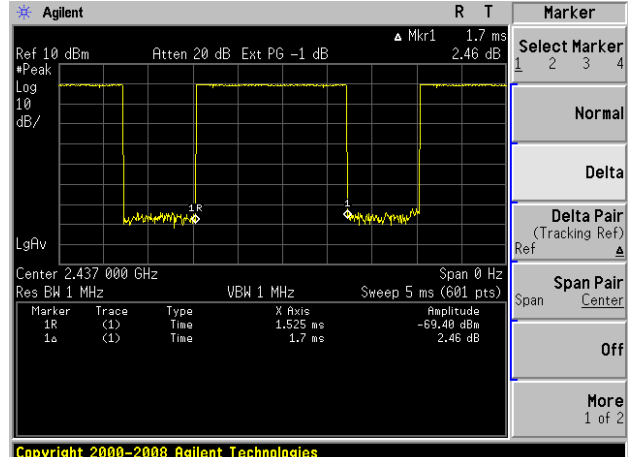 Agilent R T
Δ Mkr1 1.7 ms
Ref 10 dBm Atten 20 dB Ext PG -1 dB 2.46 dB
#Peak
Log
10
dB/
1R
1
LgAv
Center 2.437 000 GHz Span 0 Hz
Res BW 1 MHz VBW 1 MHz Sweep 5 ms (601 pts)
Marker Trace Type X Axis Amplitude
1R (1) Time 1.525 ms -69.40 dBm
1Δ (1) Time 1.7 ms 2.46 dB
Copyright 2000-2008 Agilent Technologies
Marker
Select Marker
1 2 3 4
Normal
Delta
Delta Pair
(Tracking Ref)
Ref Δ
Span Pair
Span Center
Off
More
1 of 2